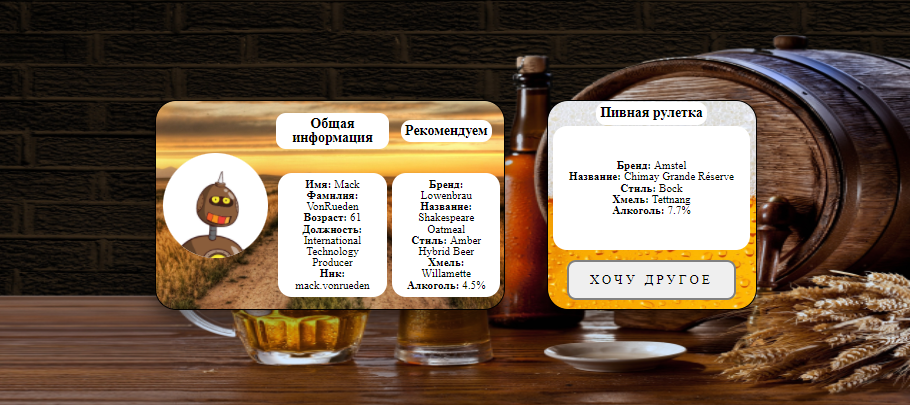 Общая
информация
Имя: Mack
Фамилия:
VonRueden
Возраст: 61
Должность:
International
Technology
Producer
Ник:
mack.vonrueden
Рекомендуем
Бренд:
Lowenbrau
Название:
Shakespeare
Oatmeal
Стиль: Amber
Hybrid Beer
Хмель:
Willamette
Алкоголь: 4.5%
Пивная рулетка
Бренд: Amstel
Название: Chimay Grande Réserve
Стиль: Bock
Хмель: Tettnang
Алкоголь: 7.7%
ХОЧУ ДРУГОЕ